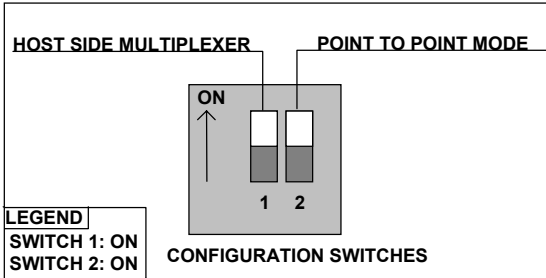 HOST SIDE MULTIPLEXER
POINT TO POINT MODE
ON
1 2
LEGEND
SWITCH 1: ON
SWITCH 2: ON
CONFIGURATION SWITCHES